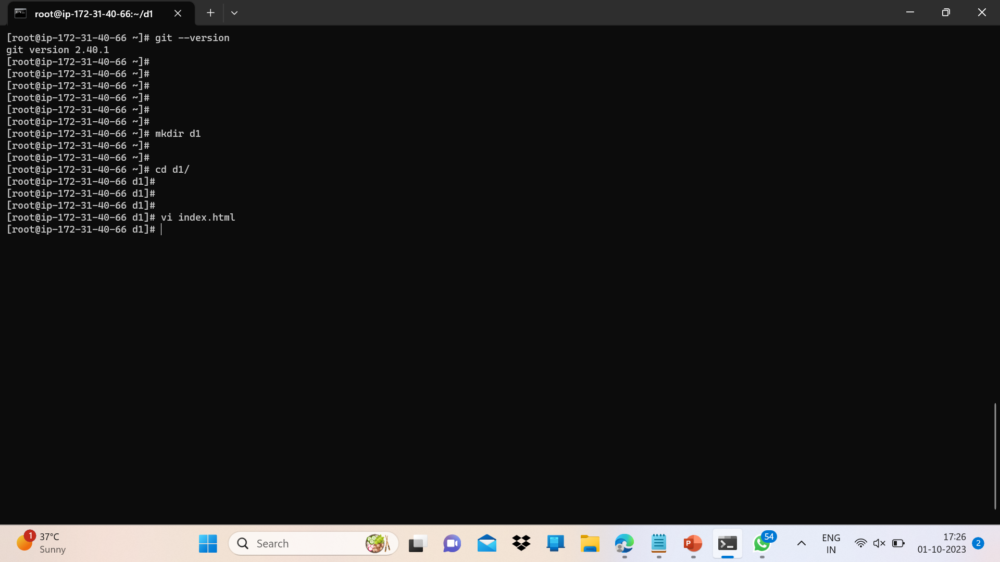 root@ip-172-31-40-66:~/d1
[root@ip-172-31-40-66 ~]# git --version
git version 2.40.1
[root@ip-172-31-40-66 ~]#
[root@ip-172-31-40-66 ~]#
[root@ip-172-31-40-66 ~]#
[root@ip-172-31-40-66 ~]#
[root@ip-172-31-40-66 ~]#
[root@ip-172-31-40-66 ~]#
[root@ip-172-31-40-66 ~]# mkdir d1
[root@ip-172-31-40-66 ~]#
[root@ip-172-31-40-66 ~]#
[root@ip-172-31-40-66 ~]# cd d1/
[root@ip-172-31-40-66 d1]#
[root@ip-172-31-40-66 d1]#
[root@ip-172-31-40-66 d1]#
[root@ip-172-31-40-66 d1]# vi index.html
[root@ip-172-31-40-66 d1]#
1
37°C
Sunny
Search
P
54
ENG
IN
17:26
01-10-2023
2